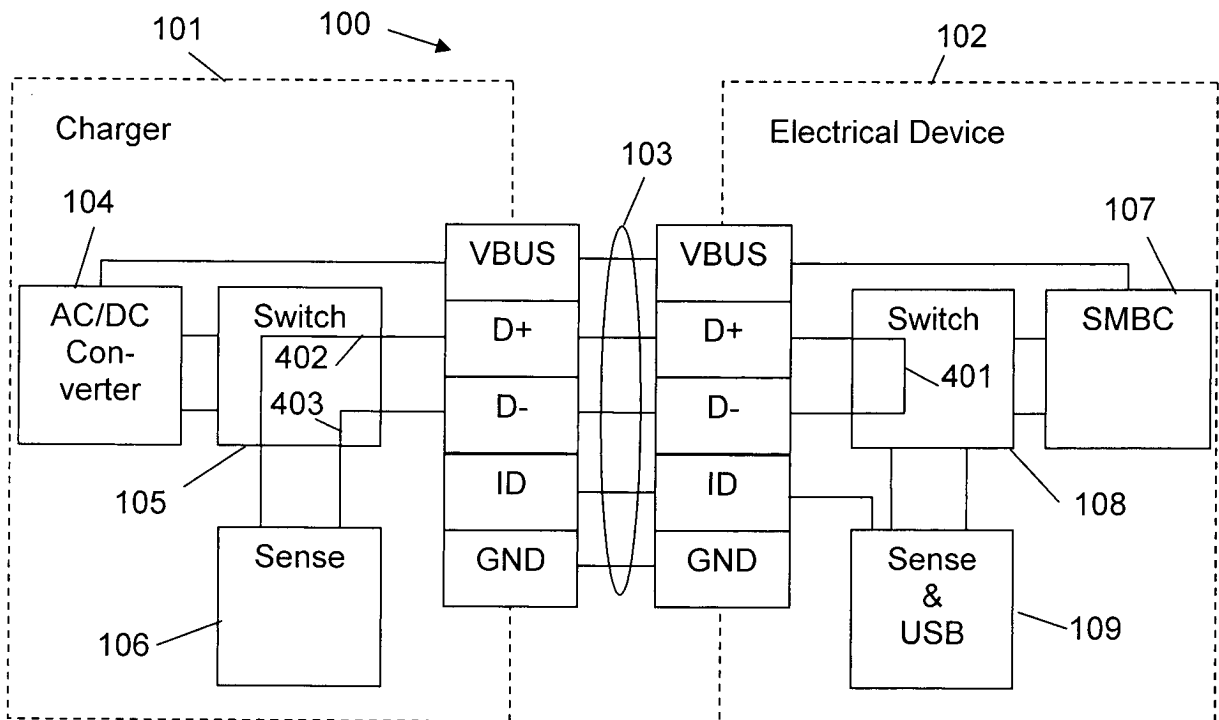 100
101
102
Charger
Electrical Device
103
104
107
VBUS
VBUS
AC/DC
Con-
verter
Switch
402
403
D+
D+
Switch
401
SMBC
D-
D-
105
ID
ID
108
Sense
GND
GND
Sense
&
USB
106
109